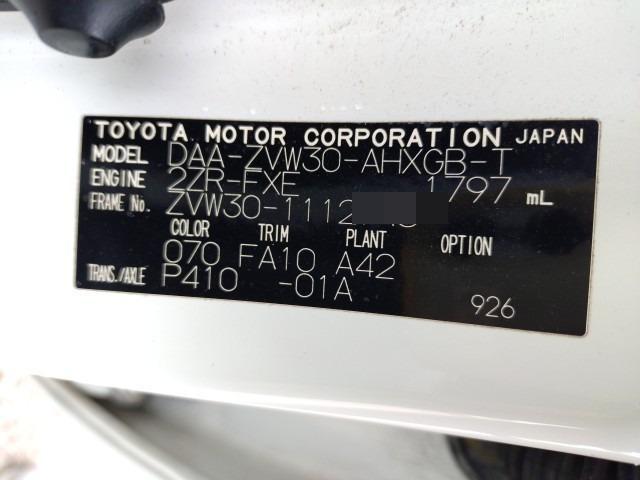 TOYOTA MOTOR CORPORATION JAPAN
MODEL DAA-ZVW30-AHXGB-T
ENGINE 2ZR-FXE 1797 mL
FRAME No. ZVW30-1112
COLOR TRIM PLANT OPTION
070 FA10 A42
TRANS./AXLE P410 -01A
926